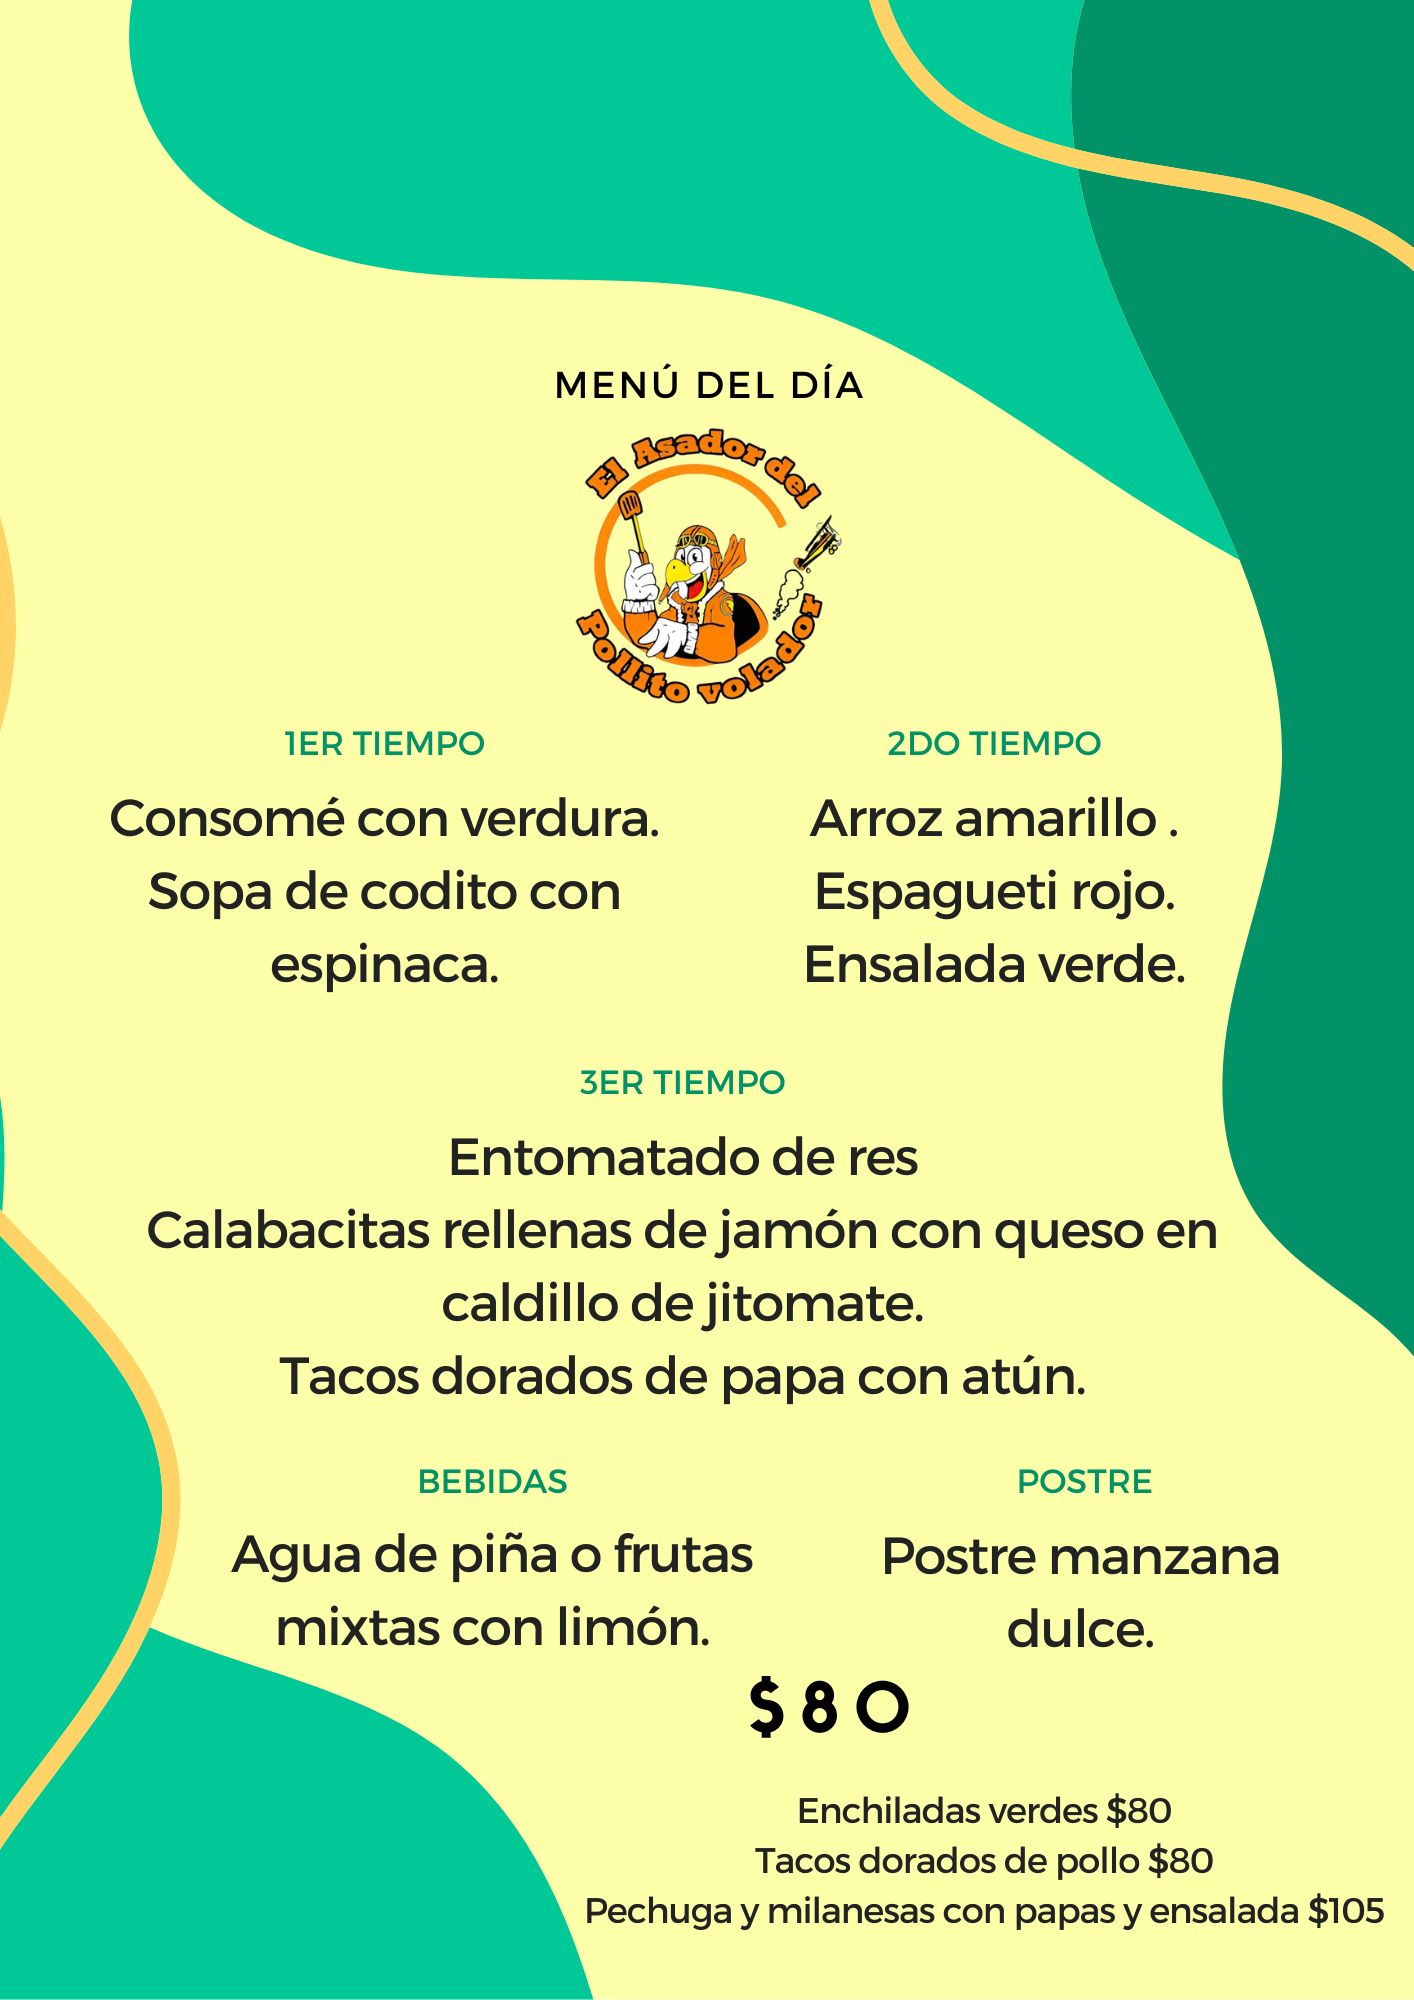 MENÚ DEL DÍA
El Asador del
Pollito volador
1ER TIEMPO
Consomé con verdura.
Sopa de codito con
espinaca.
2DO TIEMPO
Arroz amarillo .
Espagueti rojo.
Ensalada verde.
3ER TIEMPO
Entomatado de res
Calabacitas rellenas de jamón con queso en
caldillo de jitomate.
Tacos dorados de papa con atún.
BEBIDAS
Agua de piña o frutas
mixtas con limón.
POSTRE
Postre manzana
dulce.
$80
Enchiladas verdes $80
Tacos dorados de pollo $80
Pechuga y milanesas con papas y ensalada $105